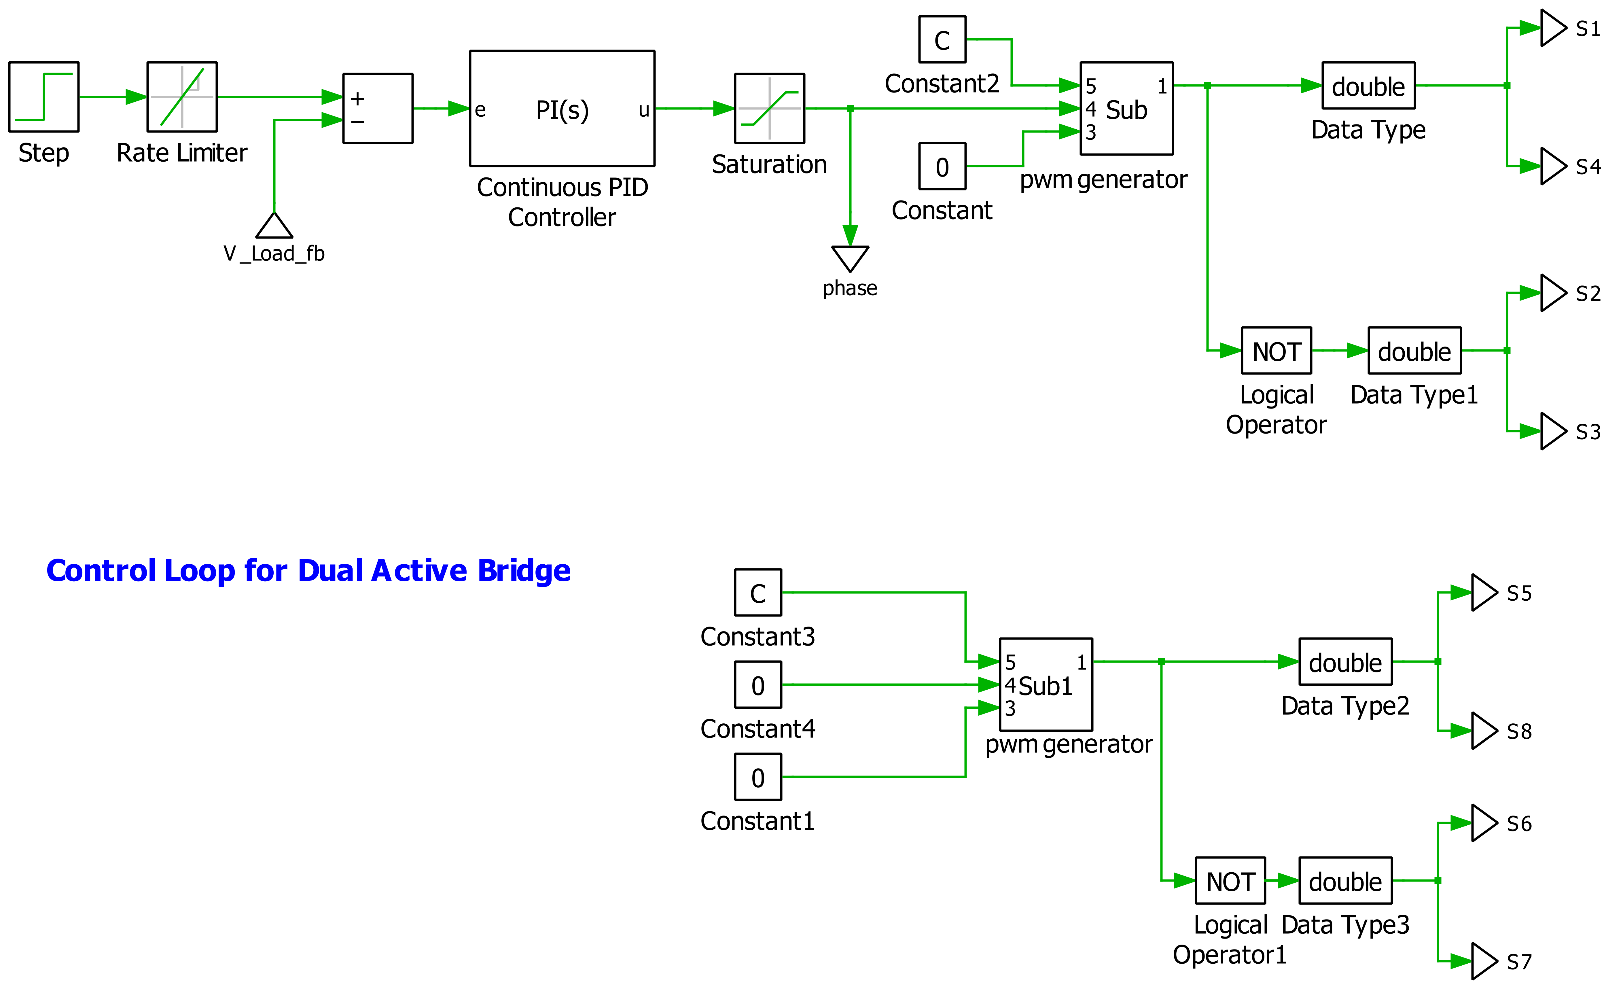 Step
Rate Limiter
+
−
V_Load_fb
e
PI(s)
u
Continuous PID
Controller
Saturation
phase
C
Constant2
0
Constant
5
4
3
Sub
1
pwm generator
double
Data Type
S1
S4
NOT
Logical
Operator
double
Data Type1
S2
S3
Control Loop for Dual Active Bridge
C
Constant3
0
Constant4
0
Constant1
5
4
3
Sub1
1
pwm generator
double
Data Type2
S5
S8
NOT
Logical
Operator1
double
Data Type3
S6
S7